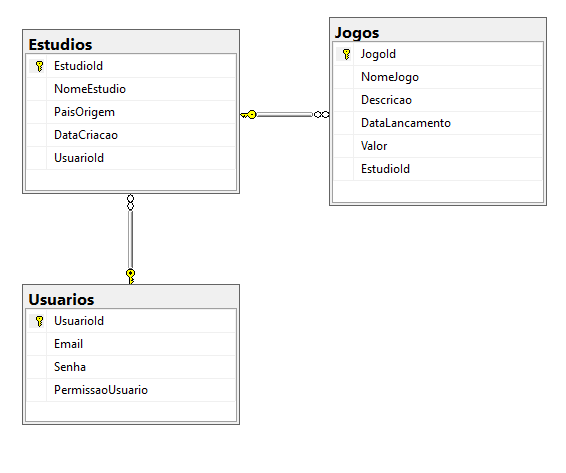 Estudios
EstudioId
NomeEstudio
PaisOrigem
DataCriacao
UsuarioId
Jogos
JogoId
NomeJogo
Descricao
DataLancamento
Valor
EstudioId
Usuarios
UsuarioId
Email
Senha
PermissaoUsuario